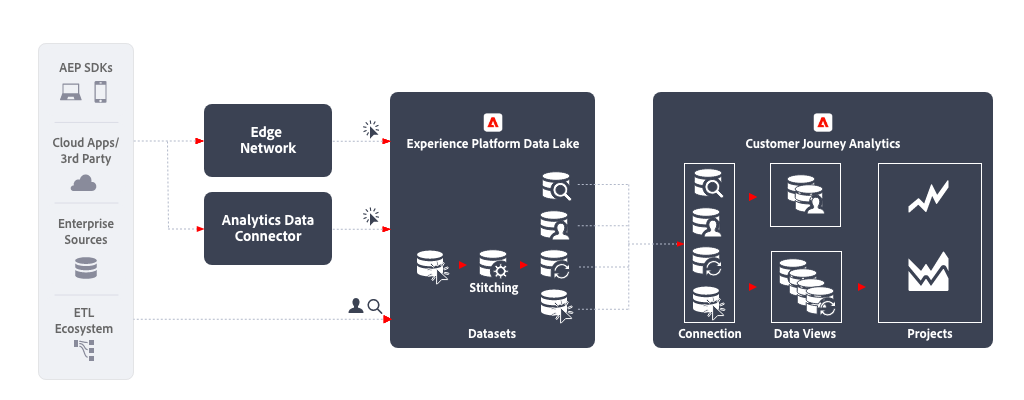 AEP SDKs
Cloud Apps/
3rd Party
Enterprise
Sources
ETL
Ecosystem
Edge
Network
Analytics Data
Connector
Experience Platform Data Lake
Stitching
Datasets
Customer Journey Analytics
Connection
Data Views
Projects